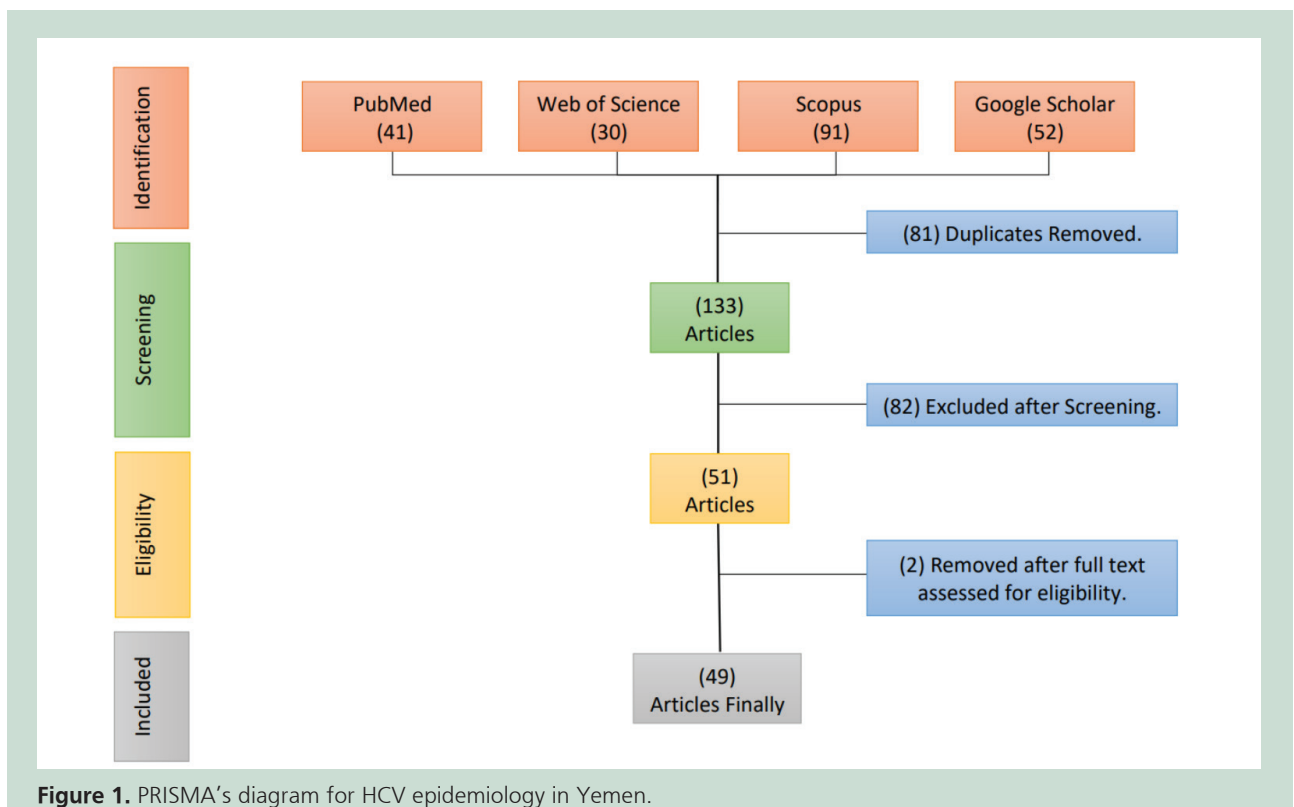 Identification
PubMed
(41)
Web of Science
(30)
Scopus
(91)
Google Scholar
(52)
(81) Duplicates Removed.
Screening
(133)
Articles
(82) Excluded after Screening.
Eligibility
(51)
Articles
(2) Removed after full text
assessed for eligibility.
Included
(49)
Articles Finally
Figure 1. PRISMA’s diagram for HCV epidemiology in Yemen.